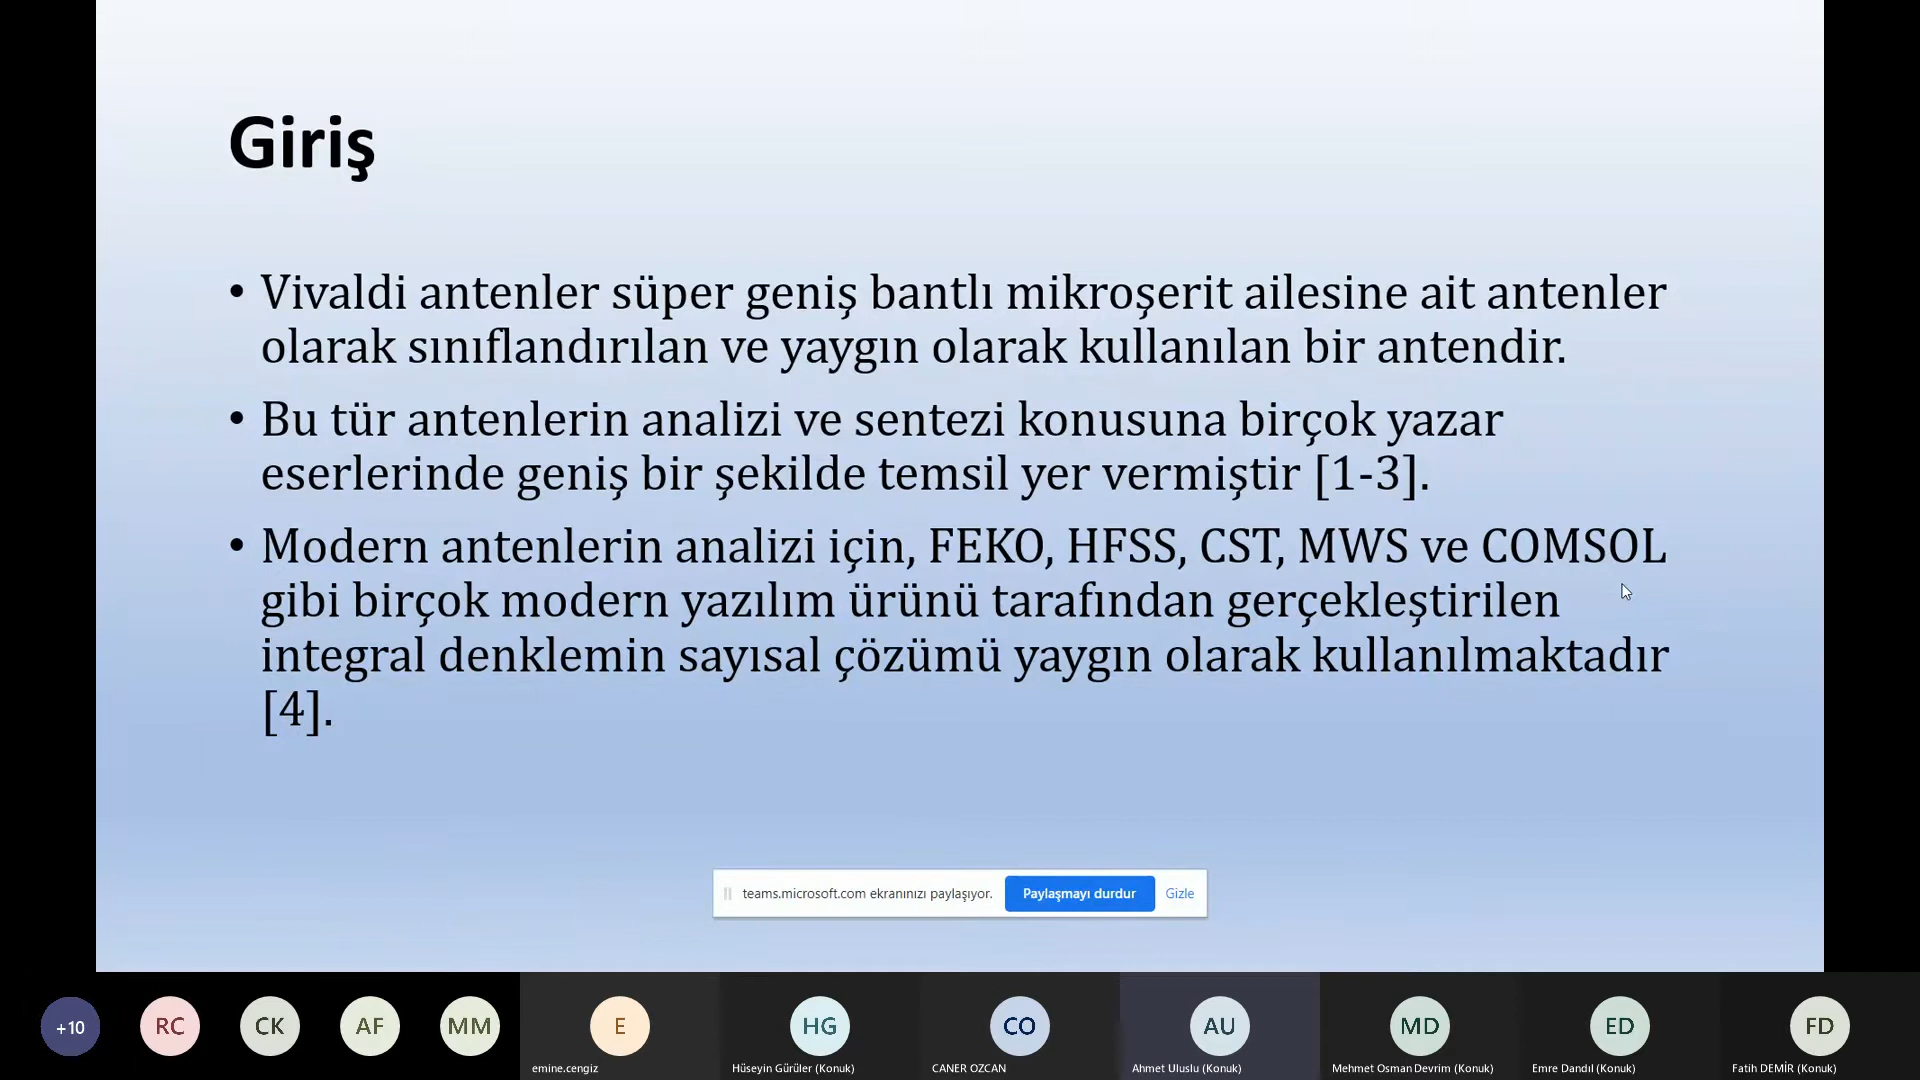 Giriş
• Vivaldi antenler süper geniş bantlı mikroşerit ailesine ait antenler
olarak sınıflandırılan ve yaygın olarak kullanılan bir antendir.
• Bu tür antenlerin analizi ve sentezi konusuna birçok yazar
eserlerinde geniş bir şekilde temsil yer vermiştir [1-3].
• Modern antenlerin analizi için, FEKO, HFSS, CST, MWS ve COMSOL
gibi birçok modern yazılım ürünü tarafından gerçekleştirilen
integral denklemin sayısal çözümü yaygın olarak kullanılmaktadır
[4].
teams.microsoft.com ekranınızı paylaşıyor. Paylaşmayı durdur Gizle
+10 RC CK AF MM E HG CO AU MD ED FD
emine.cengiz Hüseyin Gürüler (Konuk) CANER OZCAN Ahmet Uluslu (Konuk) Mehmet Osman Devrim (Konuk) Emre Dandıl (Konuk) Fatih DEMİR (Konuk)